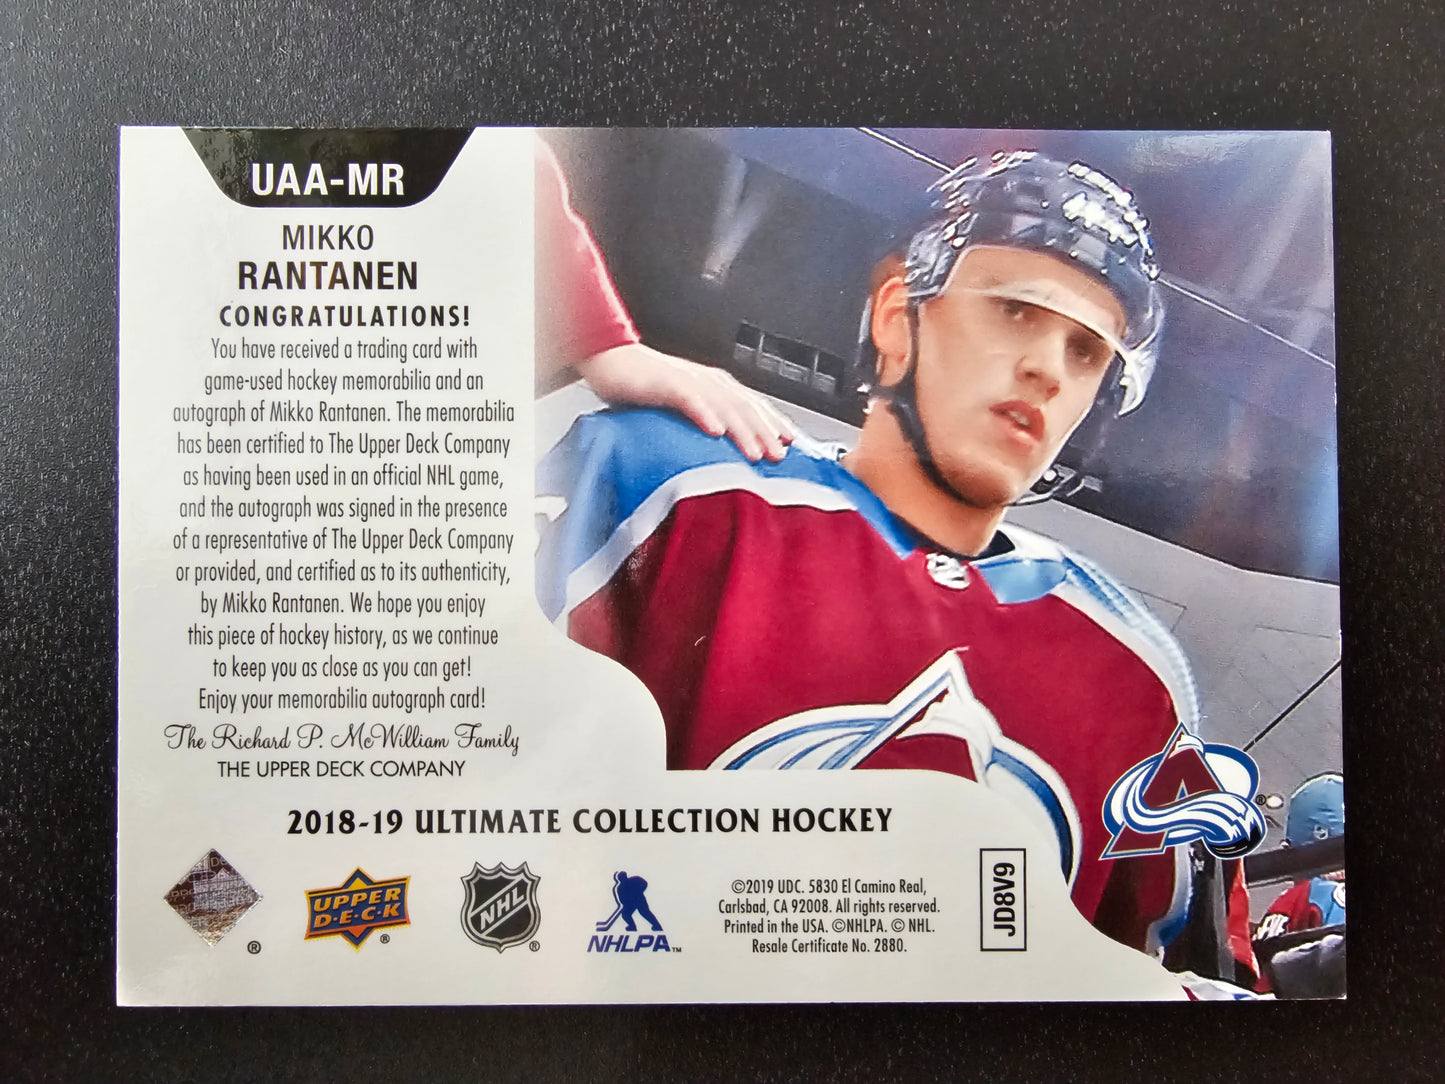 UAA-MR
MIKKO
RANTANEN
CONGRATULATIONS!
You have received a trading card with
game-used hockey memorabilia and an
autograph of Mikko Rantanen. The memorabilia
has been certified to The Upper Deck Company
as having been used in an official NHL game,
and the autograph was signed in the presence
of a representative of The Upper Deck Company
or provided, and certified as to its authenticity,
by Mikko Rantanen. We hope you enjoy
this piece of hockey history, as we continue
to keep you as close as you can get!
Enjoy your memorabilia autograph card!
The Richard P. McWilliam Family
THE UPPER DECK COMPANY
2018-19 ULTIMATE COLLECTION HOCKEY
®
UPPER
D·E·C·K
®
NHL
®
NHLPA™
©2019 UDC. 5830 El Camino Real,
Carlsbad, CA 92008. All rights reserved.
Printed in the USA. ©NHLPA. © NHL.
Resale Certificate No. 2880.
JD8V9
A
®